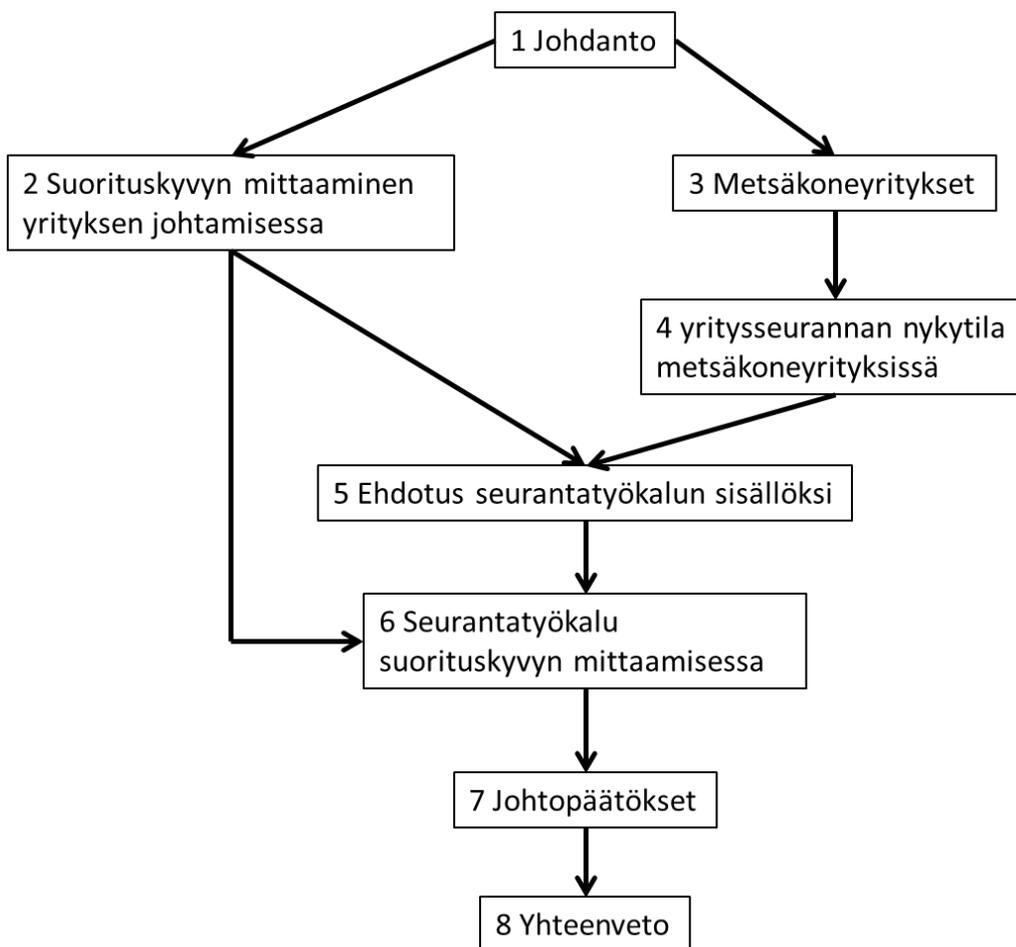 1 Johdanto
2 Suorituskyvyn mittaaminen
yrityksen johtamisessa
3 Metsäkoneyritykset
4 yritysseurannan nykytila
metsäkoneyrityksissä
5 Ehdotus seurantatyökalun sisällöksi
6 Seurantatyökalu
suorituskyvyn mittaamisessa
7 Johtopäätökset
8 Yhteenveto